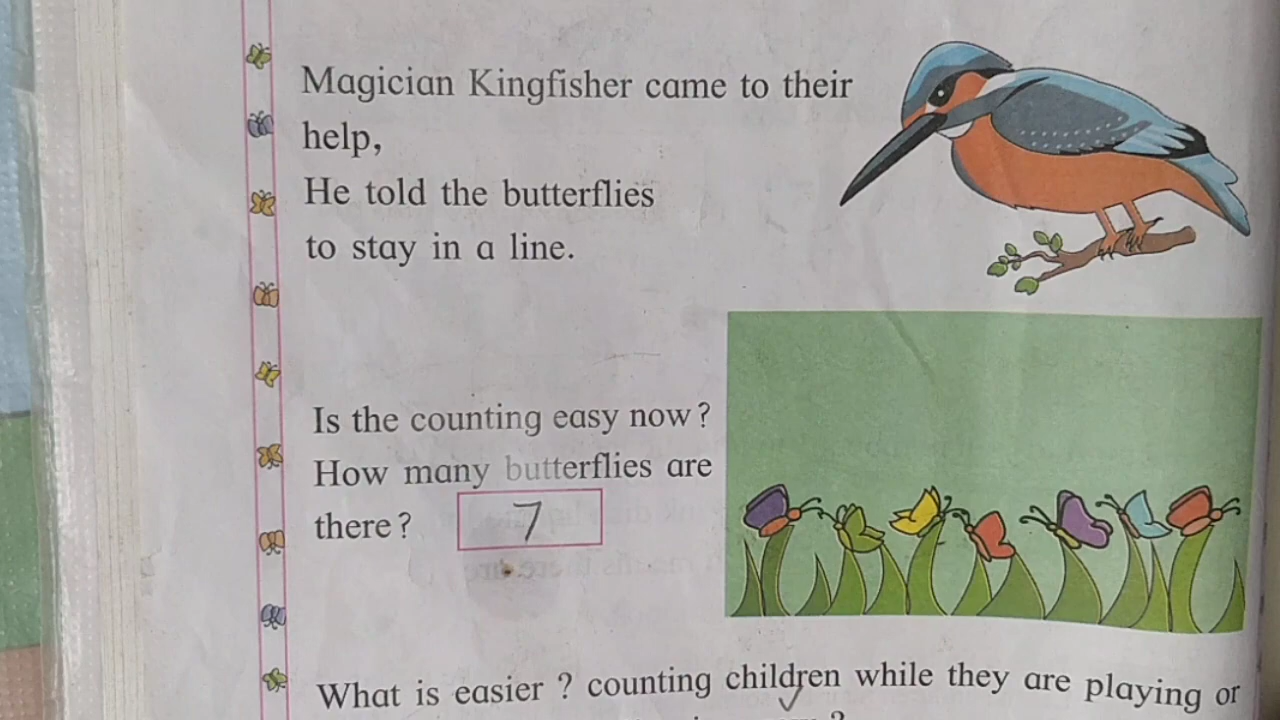 Magician Kingfisher came to their
help,
He told the butterflies
to stay in a line.
Is the counting easy now?
How many butterflies are
there? 7
What is easier ? counting children while they are playing or